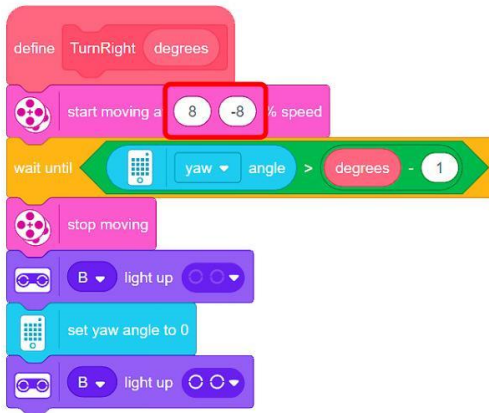 define TurnRight degrees
start moving a 8 -8 % speed
wait until yaw angle > degrees - 1
stop moving
B light up
set yaw angle to 0
B light up